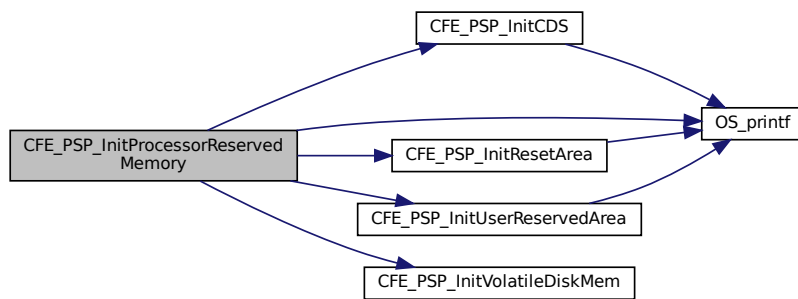 CFE_PSP_InitCDS
OS_printf
CFE_PSP_InitProcessorReserved
Memory
CFE_PSP_InitResetArea
CFE_PSP_InitUserReservedArea
CFE_PSP_InitVolatileDiskMem